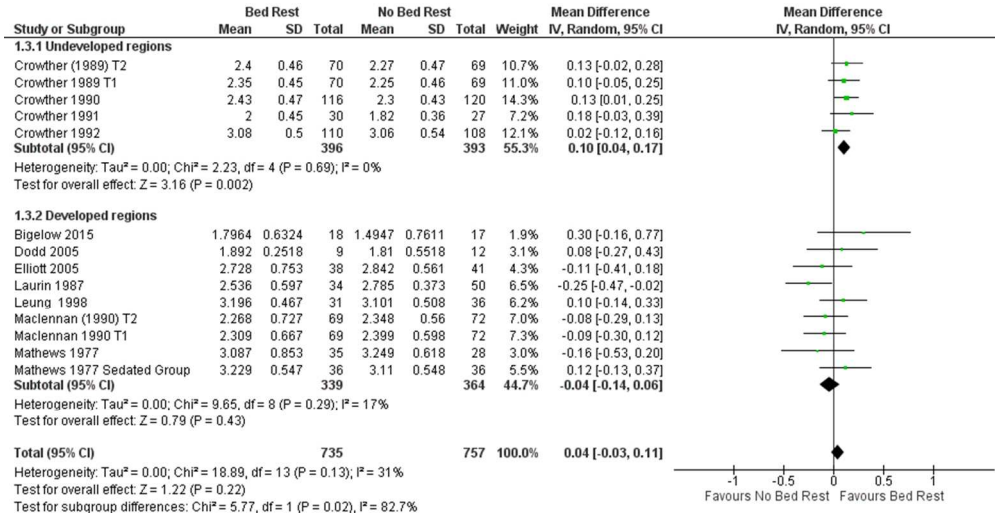 Bed Rest No Bed Rest Mean Difference Mean Difference
Study or Subgroup Mean SD Total Mean SD Total Weight IV, Random, 95% CI IV, Random, 95% CI
1.3.1 Undeveloped regions
Crowther (1989) T2 2.4 0.46 70 2.27 0.47 69 10.7% 0.13 [-0.02, 0.28]
Crowther 1989 T1 2.35 0.45 70 2.25 0.46 69 11.0% 0.10 [-0.05, 0.25]
Crowther 1990 2.43 0.47 116 2.3 0.43 120 14.3% 0.13 [0.01, 0.25]
Crowther 1991 2 0.45 30 1.82 0.36 27 7.2% 0.18 [-0.03, 0.39]
Crowther 1992 3.08 0.5 110 3.06 0.54 108 12.1% 0.02 [-0.12, 0.16]
Subtotal (95% CI) 396 393 55.3% 0.10 [0.04, 0.17]
Heterogeneity: Tau² = 0.00; Chi² = 2.23, df = 4 (P = 0.69); I² = 0%
Test for overall effect: Z = 3.16 (P = 0.002)
1.3.2 Developed regions
Bigelow 2015 1.7964 0.6324 18 1.4947 0.7611 17 1.9% 0.30 [-0.16, 0.77]
Dodd 2005 1.892 0.2518 9 1.81 0.5518 12 3.1% 0.08 [-0.27, 0.43]
Elliott 2005 2.728 0.753 38 2.842 0.561 41 4.3% -0.11 [-0.41, 0.18]
Laurin 1987 2.536 0.597 34 2.785 0.373 50 6.5% -0.25 [-0.47, -0.02]
Leung 1998 3.196 0.467 31 3.101 0.508 36 6.2% 0.10 [-0.14, 0.33]
Maclennan (1990) T2 2.268 0.727 69 2.348 0.56 72 7.0% -0.08 [-0.29, 0.13]
Maclennan 1990 T1 2.309 0.667 69 2.399 0.598 72 7.3% -0.09 [-0.30, 0.12]
Mathews 1977 3.087 0.853 35 3.249 0.618 28 3.0% -0.16 [-0.53, 0.20]
Mathews 1977 Sedated Group 3.229 0.547 36 3.11 0.548 36 5.5% 0.12 [-0.13, 0.37]
Subtotal (95% CI) 339 364 44.7% -0.04 [-0.14, 0.06]
Heterogeneity: Tau² = 0.00; Chi² = 9.65, df = 8 (P = 0.29); I² = 17%
Test for overall effect: Z = 0.79 (P = 0.43)
Total (95% CI) 735 757 100.0% 0.04 [-0.03, 0.11]
Heterogeneity: Tau² = 0.00; Chi² = 18.89, df = 13 (P = 0.13); I² = 31%
Test for overall effect: Z = 1.22 (P = 0.22)
Test for subgroup differences: Chi² = 5.77, df = 1 (P = 0.02), I² = 82.7%
-1 -0.5 0 0.5 1
Favours No Bed Rest Favours Bed Rest